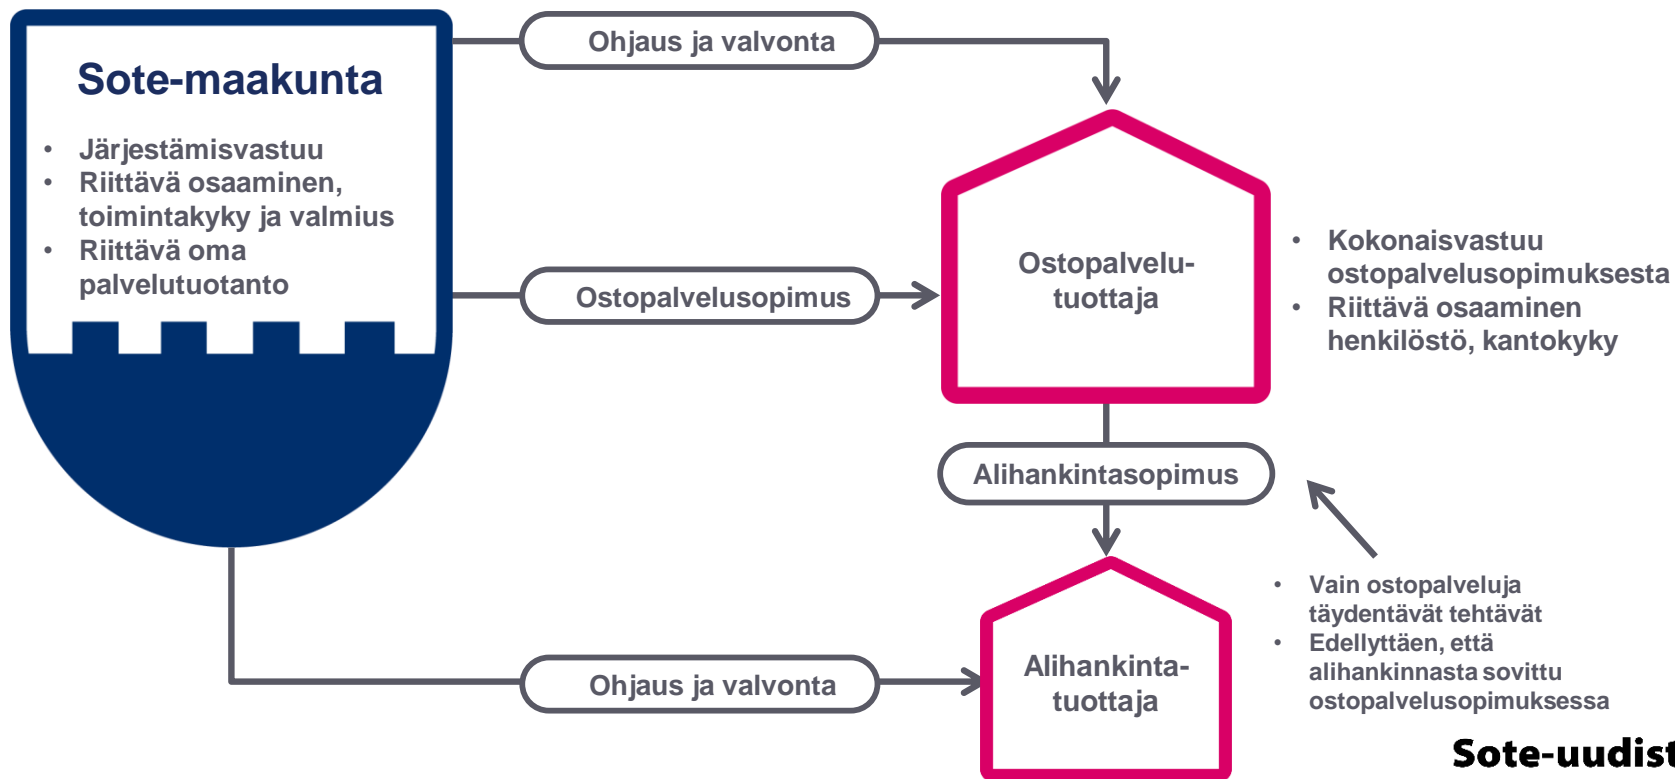 Sote-maakunta
• Järjestämisvastuu
• Riittävä osaaminen,
toimintakyky ja valmius
• Riittävä oma
palvelutuotanto
Ohjaus ja valvonta
Ostopalvelusopimus
Ostopalvelu-
tuottaja
• Kokonaisvastuu
ostopalvelusopimuksesta
• Riittävä osaaminen
henkilöstö, kantokyky
Alihankintasopimus
• Vain ostopalveluja
täydentävät tehtävät
• Edellyttäen, että
alihankinnasta sovittu
ostopalvelusopimuksessa
Ohjaus ja valvonta
Alihankinta-
tuottaja
Sote-uudist